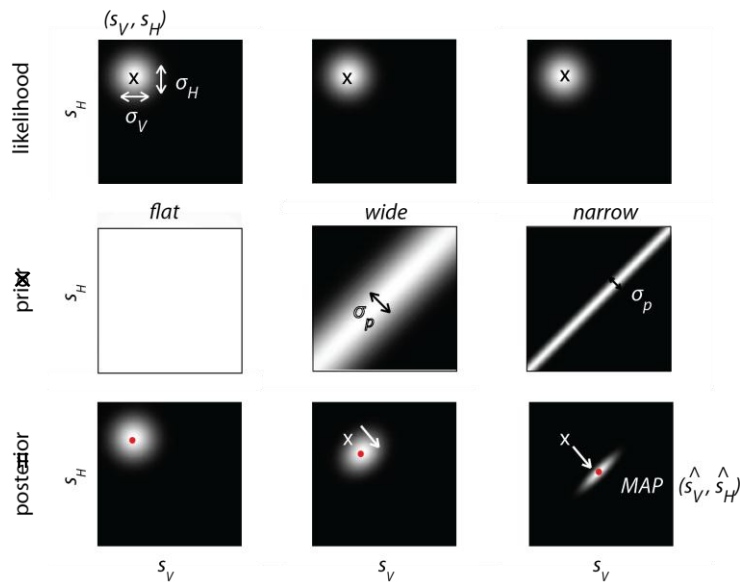 (s_V, s_H)
likelihood
s_H
x
σ_H
σ_V
x
x
flat
wide
narrow
prior
s_H
σ_p
σ_p
posterior
s_H
x
x
MAP
(ŝ_V, ŝ_H)
s_V
s_V
s_V